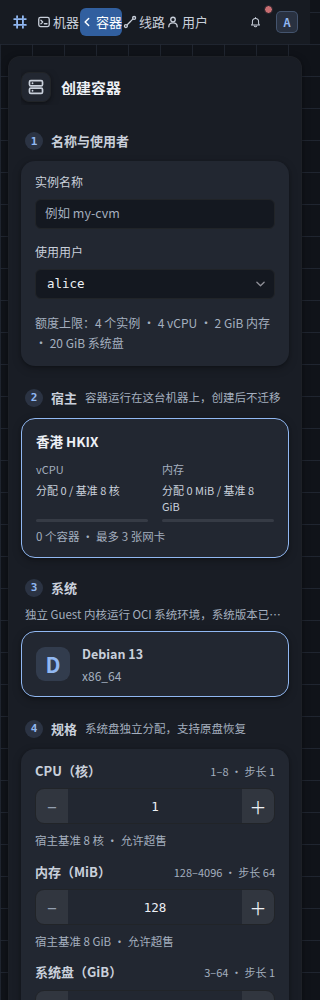 机器 容器 线路 用户 A
创建容器
1 名称与使用者
实例名称
例如 my-cvm
使用用户
alice
额度上限：4 个实例 · 4 vCPU · 2 GiB 内存
· 20 GiB 系统盘
2 宿主 容器运行在这台机器上，创建后不迁移
香港 HKIX
vCPU 内存
分配 0 / 基准 8 核 分配 0 MiB / 基准 8
GiB
0 个容器 · 最多 3 张网卡
3 系统
独立 Guest 内核运行 OCI 系统环境，系统版本已…
D Debian 13
x86_64
4 规格 系统盘独立分配，支持原盘恢复
CPU（核） 1–8 · 步长 1
− 1 +
宿主基准 8 核 · 允许超售
内存（MiB） 128–4096 · 步长 64
− 128 +
宿主基准 8 GiB · 允许超售
系统盘（GiB） 3–64 · 步长 1